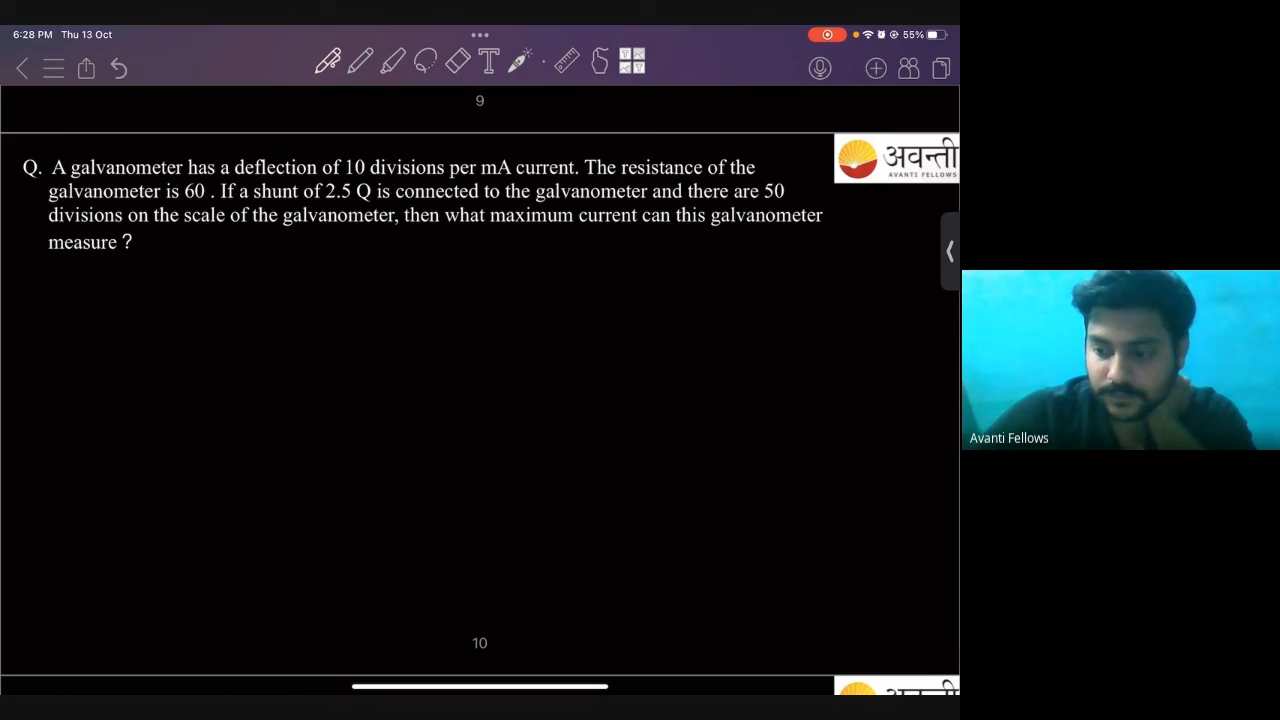 6:28 PM Thu 13 Oct
55%
9
अवन्ती
AVANTI FELLOWS
Q. A galvanometer has a deflection of 10 divisions per mA current. The resistance of the
galvanometer is 60 . If a shunt of 2.5 Q is connected to the galvanometer and there are 50
divisions on the scale of the galvanometer, then what maximum current can this galvanometer
measure ?
Avanti Fellows
10
अवन्ती